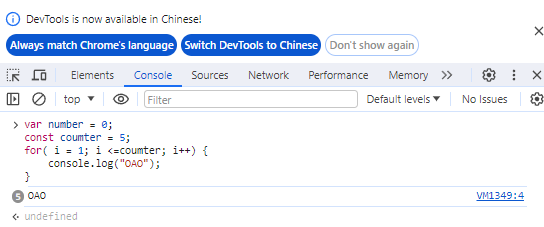 DevTools is now available in Chinese!
Always match Chrome's language Switch DevTools to Chinese Don't show again
Elements Console Sources Network Performance Memory
top Filter Default levels No Issues
var number = 0;
const coumter = 5;
for( i = 1; i <=coumter; i++) {
console.log("OAO");
}
5 OAO VM1349:4
undefined